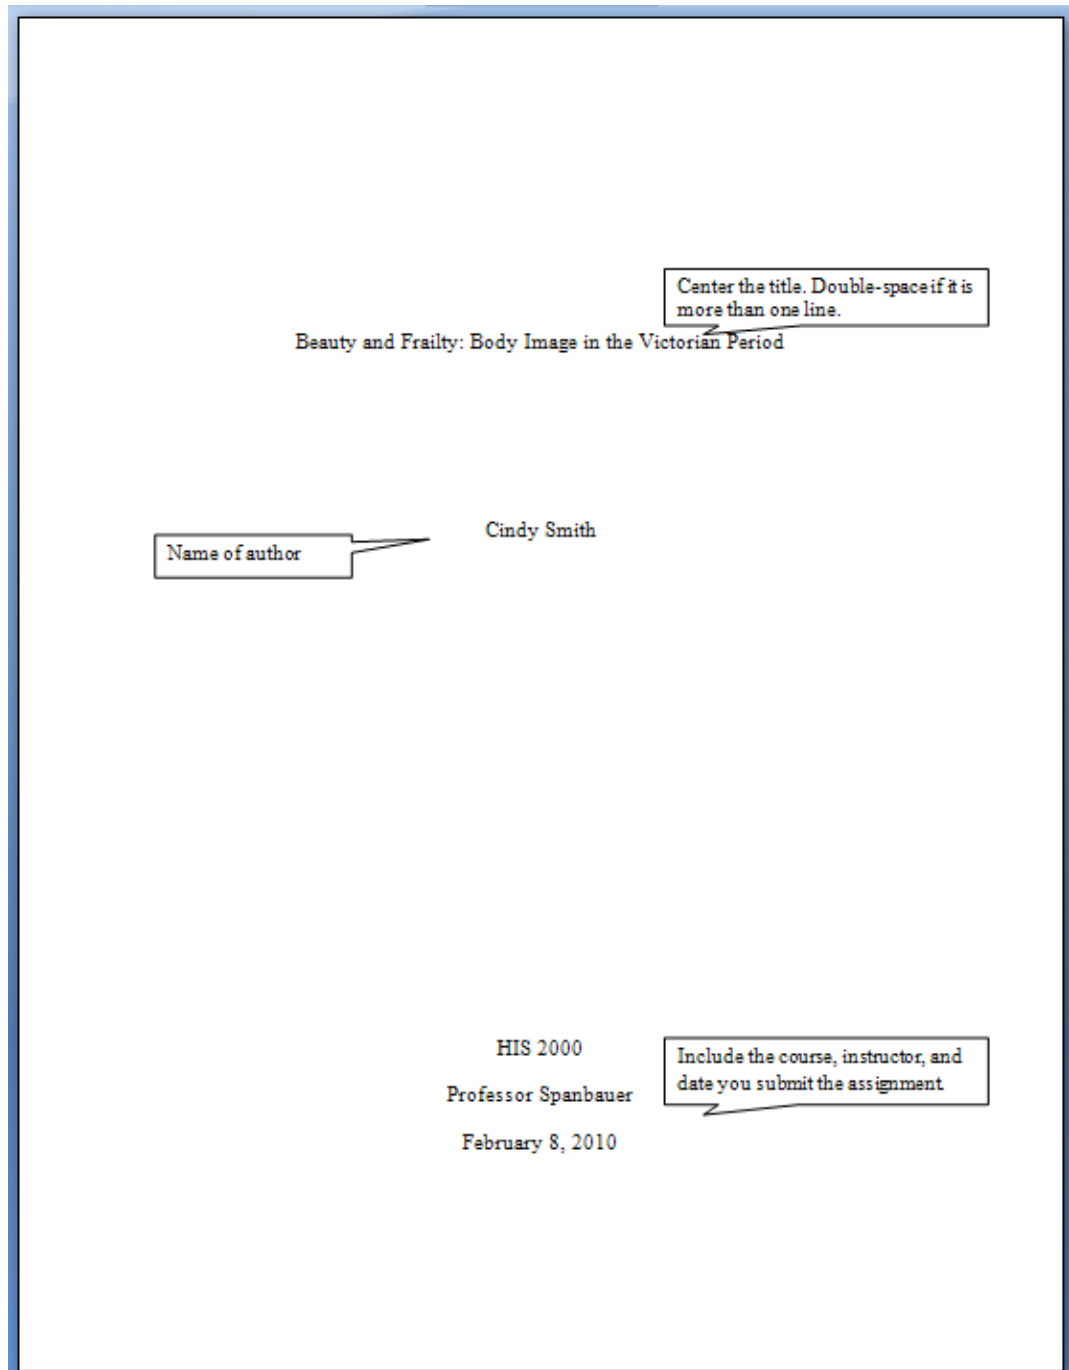 Center the title. Double-space if it is
more than one line.
Beauty and Frailty: Body Image in the Victorian Period
Cindy Smith
Name of author
HIS 2000
Include the course, instructor, and
date you submit the assignment.
Professor Spanbauer
February 8, 2010